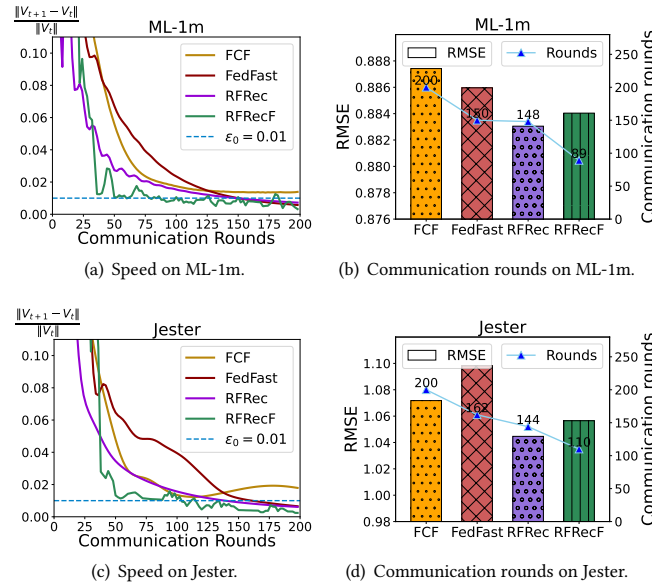 ‖V_{t+1} − V_t‖
‖V_t‖
ML-1m
0.10
0.08
0.06
0.04
0.02
0.00
FCF
FedFast
RFRec
RFRecF
ε₀ = 0.01
0 25 50 75 100 125 150 175 200
Communication Rounds
(a) Speed on ML-1m.
ML-1m
RMSE
Rounds
0.888
0.886
0.884
0.882
0.880
0.878
0.876
RMSE
200
150
148
89
250
200
150
100
50
0
Communication rounds
FCF FedFast RFRec RFRecF
(b) Communication rounds on ML-1m.
‖V_{t+1} − V_t‖
‖V_t‖
Jester
0.10
0.08
0.06
0.04
0.02
0.00
FCF
FedFast
RFRec
RFRecF
ε₀ = 0.01
0 25 50 75 100 125 150 175 200
Communication Rounds
(c) Speed on Jester.
Jester
RMSE
Rounds
1.10
1.08
1.06
1.04
1.02
1.00
0.98
RMSE
200
162
144
110
250
200
150
100
50
0
Communication rounds
FCF FedFast RFRec RFRecF
(d) Communication rounds on Jester.